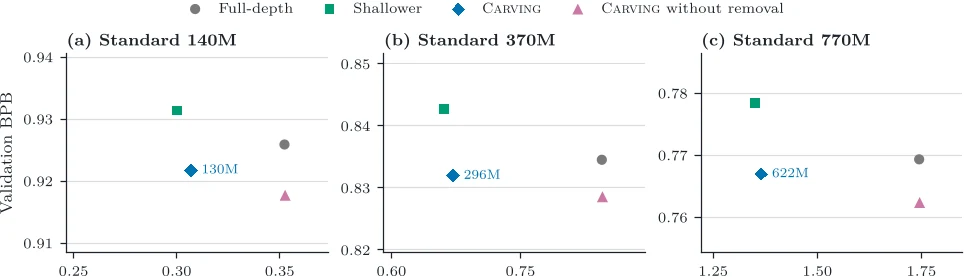 Full-depth Shallower Carving Carving without removal
(a) Standard 140M (b) Standard 370M (c) Standard 770M
Validation BPB
0.94
0.93
0.92
0.91
130M
0.25 0.30 0.35
0.85
0.84
0.83
0.82
296M
0.60 0.75
0.78
0.77
0.76
622M
1.25 1.50 1.75